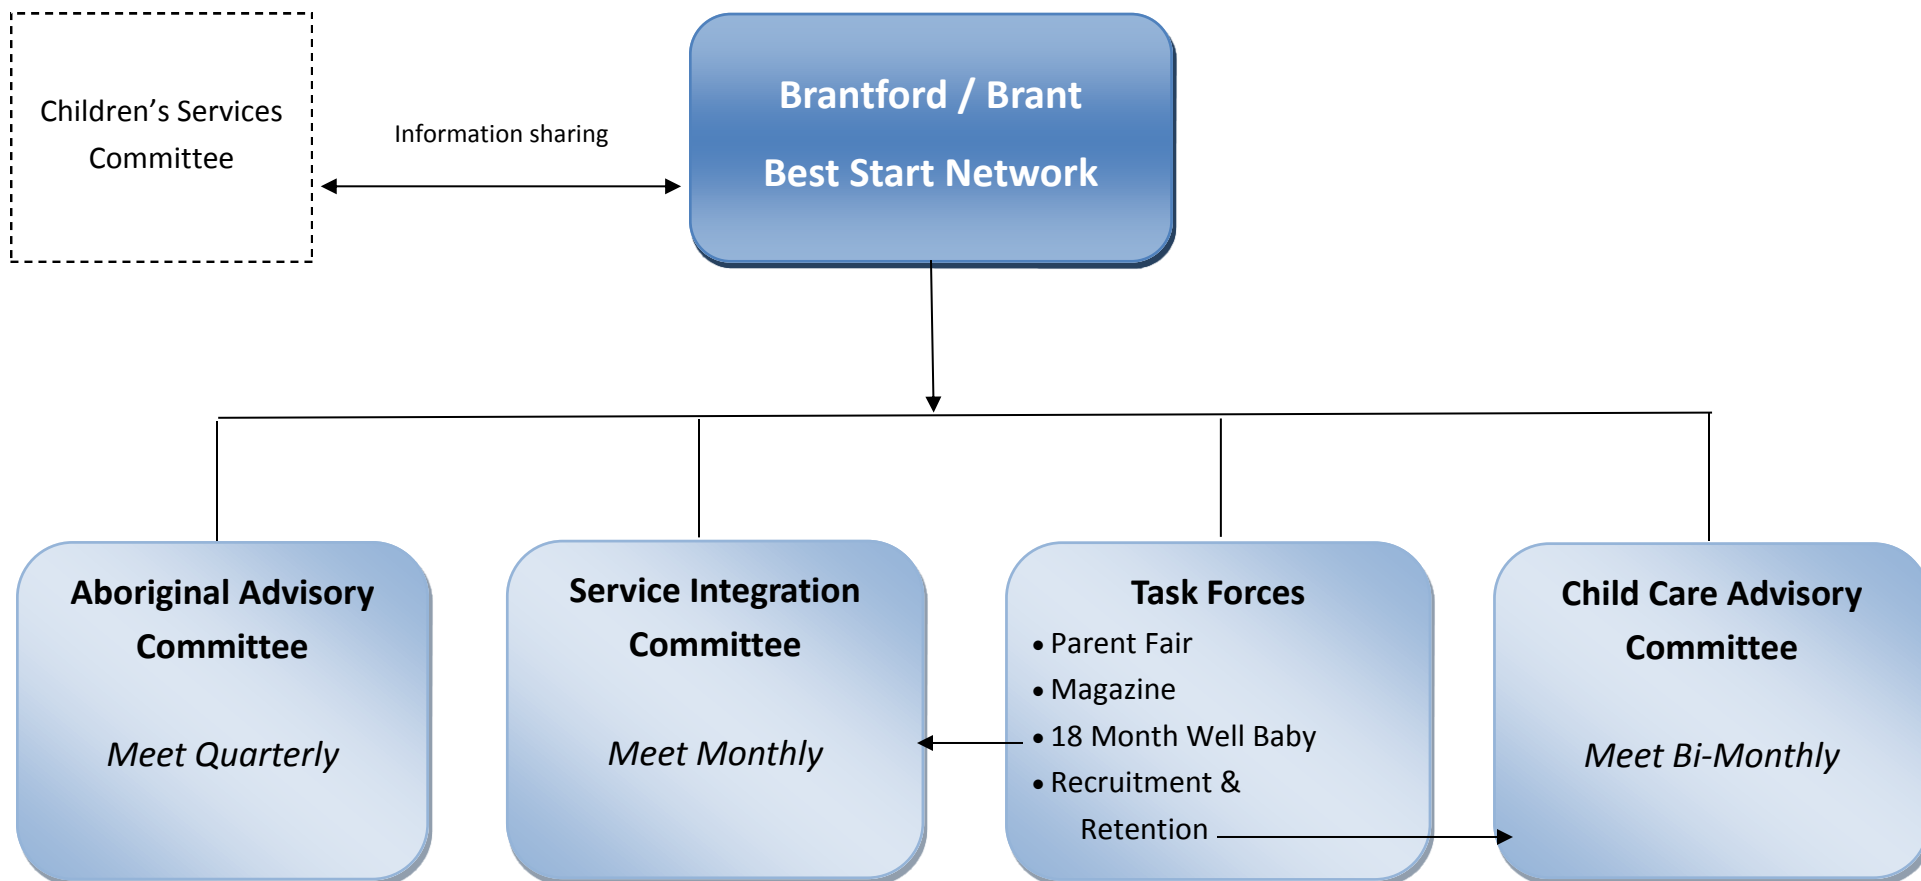 Children’s Services
Committee
Information sharing
Brantford / Brant
Best Start Network
Aboriginal Advisory
Committee
Meet Quarterly
Service Integration
Committee
Meet Monthly
Task Forces
• Parent Fair
• Magazine
• 18 Month Well Baby
• Recruitment &
Retention
Child Care Advisory
Committee
Meet Bi-Monthly